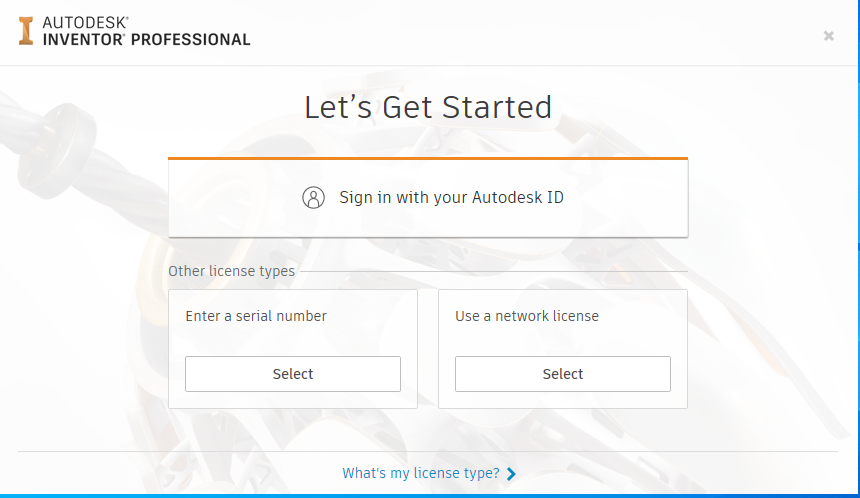 AUTODESK®
INVENTOR® PROFESSIONAL
Let’s Get Started
Sign in with your Autodesk ID
Other license types
Enter a serial number
Select
Use a network license
Select
What's my license type?